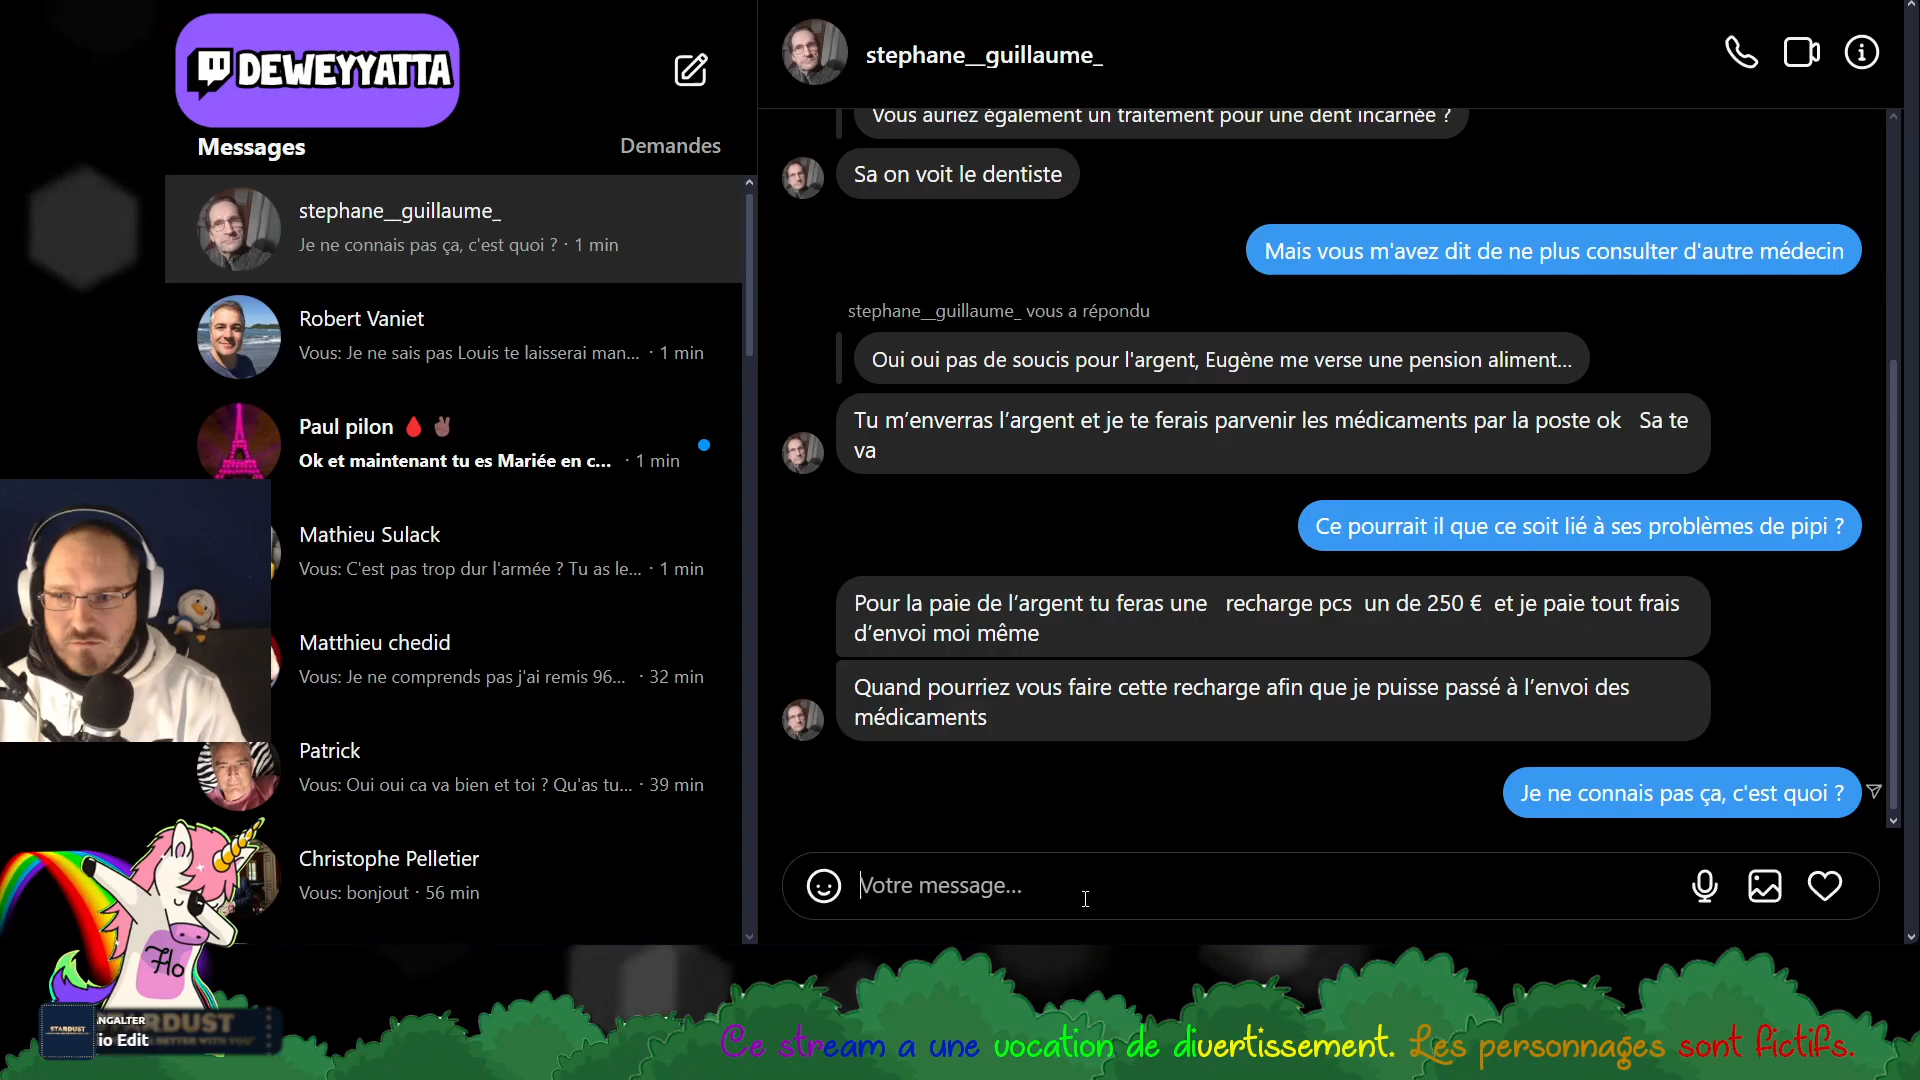 DEWEYYATTA
Messages
Demandes
stephane__guillaume_
Je ne connais pas ça, c'est quoi ? · 1 min
Robert Vaniet
Vous: Je ne sais pas Louis te laisserai man... · 1 min
Paul pilon 🩸 ✌🏿
Ok et maintenant tu es Mariée en c... · 1 min
Mathieu Sulack
Vous: C'est pas trop dur l'armée ? Tu as le... · 1 min
Matthieu chedid
Vous: Je ne comprends pas j'ai remis 96... · 32 min
Patrick
Vous: Oui oui ca va bien et toi ? Qu'as tu... · 39 min
Christophe Pelletier
Vous: bonjout · 56 min
stephane__guillaume_
Vous auriez également un traitement pour une dent incarnée ?
Sa on voit le dentiste
Mais vous m'avez dit de ne plus consulter d'autre médecin
stephane__guillaume_ vous a répondu
Oui oui pas de soucis pour l'argent, Eugène me verse une pension aliment...
Tu m’enverras l’argent et je te ferais parvenir les médicaments par la poste ok   Sa te
va
Ce pourrait il que ce soit lié à ses problèmes de pipi ?
Pour la paie de l’argent tu feras une   recharge pcs  un de 250 €  et je paie tout frais
d’envoi moi même
Quand pourriez vous faire cette recharge afin que je puisse passé à l’envoi des
médicaments
Je ne connais pas ça, c'est quoi ?
Votre message...
Flo
STARDUST
NGALTER
io Edit
Ce stream a une vocation de divertissement. Les personnages sont fictifs.